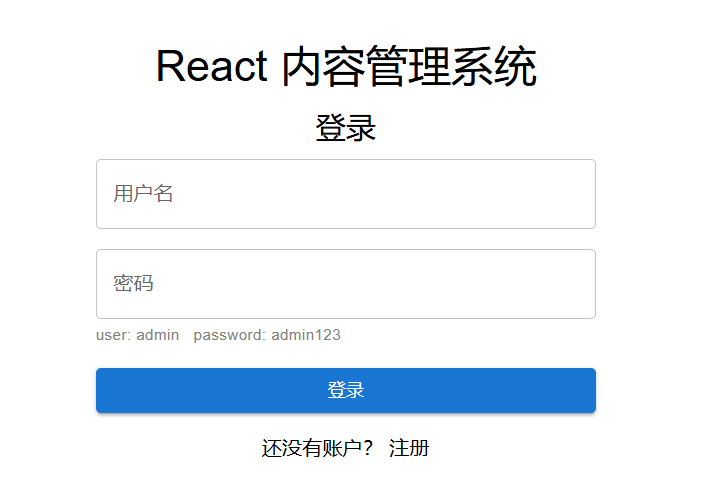 React 内容管理系统
登录
用户名
密码
user: admin password: admin123
登录
还没有账户？ 注册